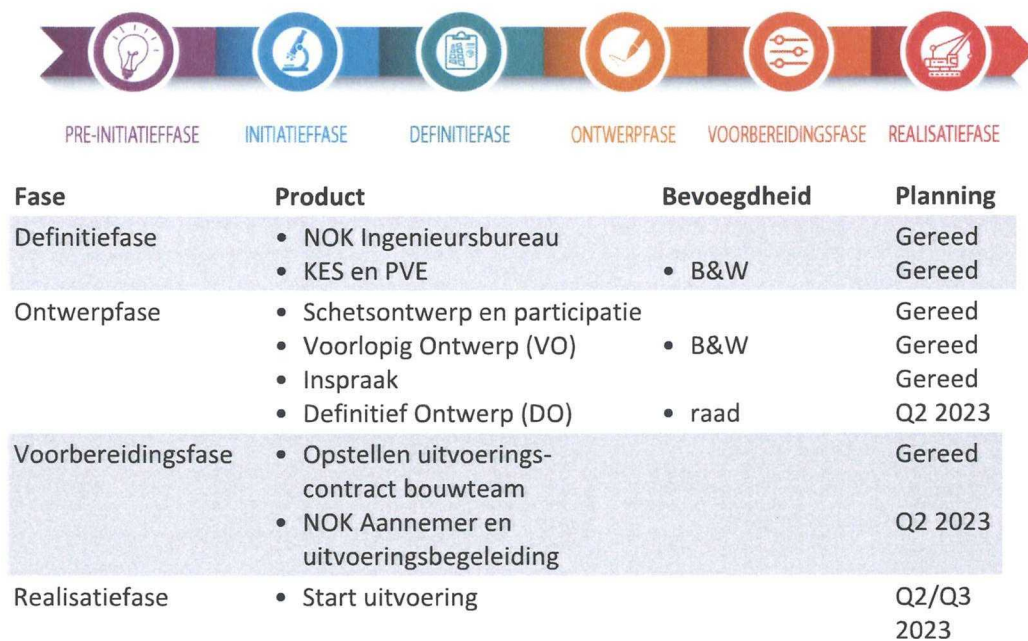 PRE-INITIATIEFFASE INITIATIEFFASE DEFINITIEFASE ONTWERPFASE VOORBEREIDINGSFASE REALISATIEFASE
Fase Product Bevoegdheid Planning
Definitiefase • NOK Ingenieursbureau Gereed
• KES en PVE • B&W Gereed
Ontwerpfase • Schetsontwerp en participatie Gereed
• Voorlopig Ontwerp (VO) • B&W Gereed
• Inspraak Gereed
• Definitief Ontwerp (DO) • raad Q2 2023
Voorbereidingsfase • Opstellen uitvoerings- Gereed
contract bouwteam
• NOK Aannemer en Q2 2023
uitvoeringsbegeleiding
Realisatiefase • Start uitvoering Q2/Q3
2023